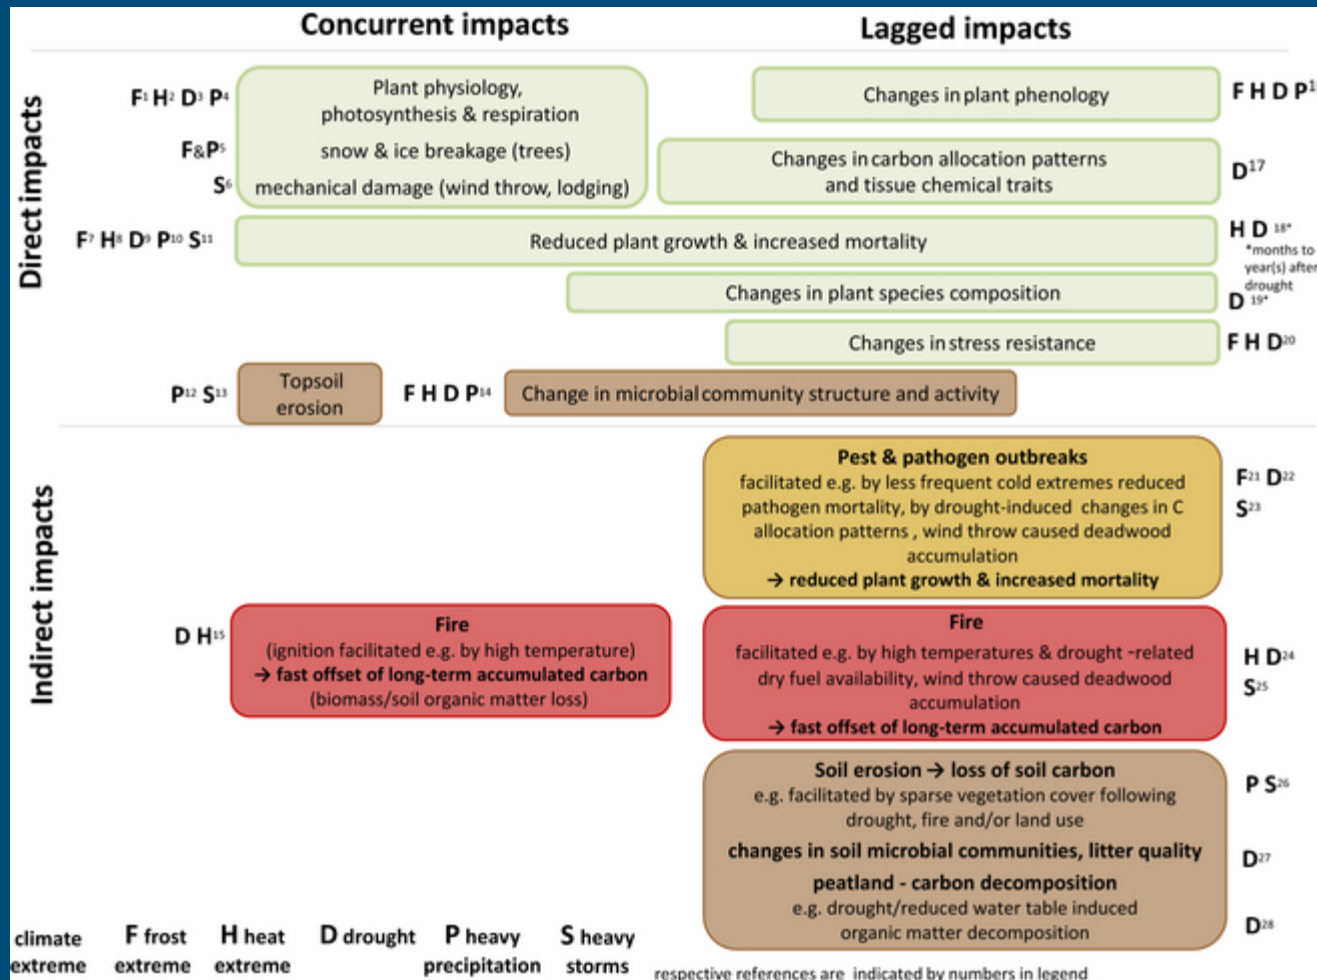 Concurrent impacts
Lagged impacts
Direct impacts
F¹ H² D³ P⁴
Plant physiology,
photosynthesis & respiration
F&P⁵
snow & ice breakage (trees)
S⁶
mechanical damage (wind throw, lodging)
Changes in plant phenology
F H D P
Changes in carbon allocation patterns
and tissue chemical traits
D¹⁷
F⁷ H⁸ D⁹ P¹⁰ S¹¹
Reduced plant growth & increased mortality
H D ¹⁸*
*months to
year(s) after
drought
Changes in plant species composition
D ¹⁹*
Changes in stress resistance
F H D²⁰
P¹² S¹³
Topsoil
erosion
F H D P¹⁴
Change in microbial community structure and activity
Indirect impacts
Pest & pathogen outbreaks
facilitated e.g. by less frequent cold extremes reduced
pathogen mortality, by drought-induced changes in C
allocation patterns , wind throw caused deadwood
accumulation
→ reduced plant growth & increased mortality
F²¹ D²²
S²³
D H¹⁵
Fire
(ignition facilitated e.g. by high temperature)
→ fast offset of long-term accumulated carbon
(biomass/soil organic matter loss)
Fire
facilitated e.g. by high temperatures & drought -related
dry fuel availability, wind throw caused deadwood
accumulation
→ fast offset of long-term accumulated carbon
H D²⁴
S²⁵
Soil erosion → loss of soil carbon
e.g. facilitated by sparse vegetation cover following
drought, fire and/or land use
P S²⁶
changes in soil microbial communities, litter quality
D²⁷
peatland - carbon decomposition
e.g. drought/reduced water table induced
organic matter decomposition
D²⁸
climate
extreme
F frost
extreme
H heat
extreme
D drought
P heavy
precipitation
S heavy
storms
respective references are indicated by numbers in legend